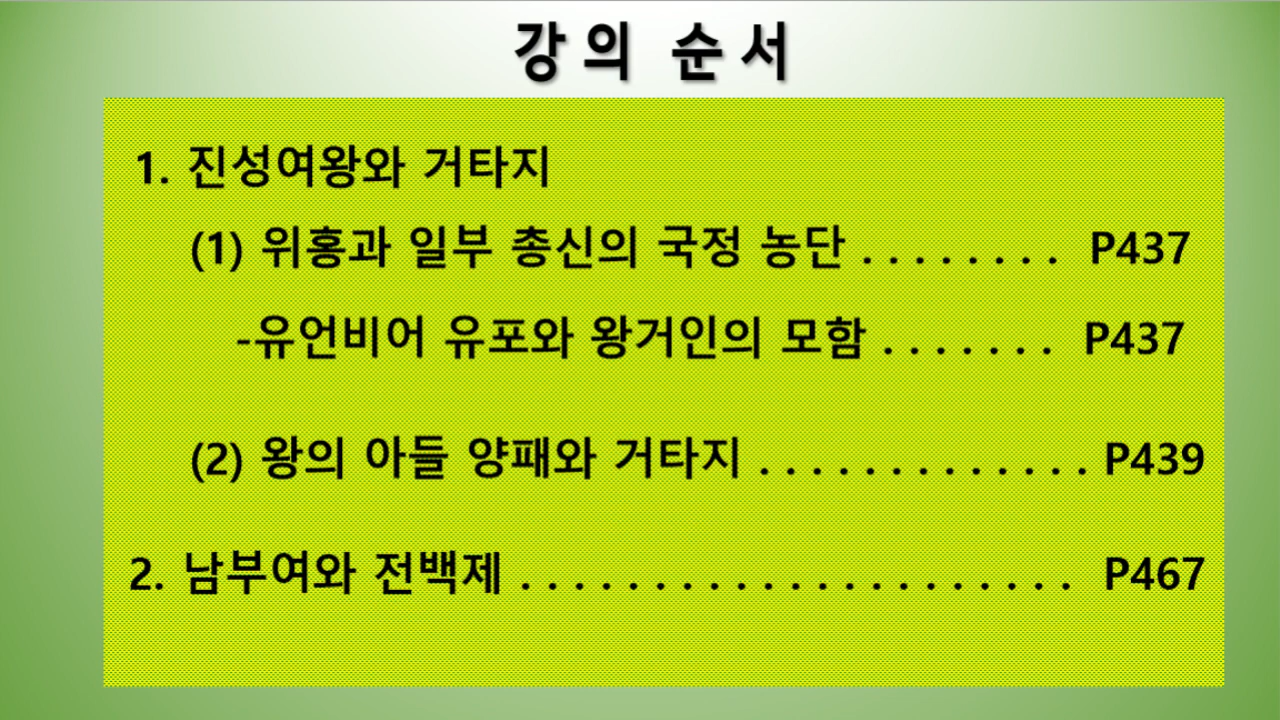 강의 순서
1. 진성여왕와 거타지
(1) 위홍과 일부 총신의 국정 농단 . . . . . . . . P437
-유언비어 유포와 왕거인의 모함 . . . . . . . P437
(2) 왕의 아들 양패와 거타지 . . . . . . . . . . . . . P439
2. 남부여와 전백제 . . . . . . . . . . . . . . . . . . . . . P467